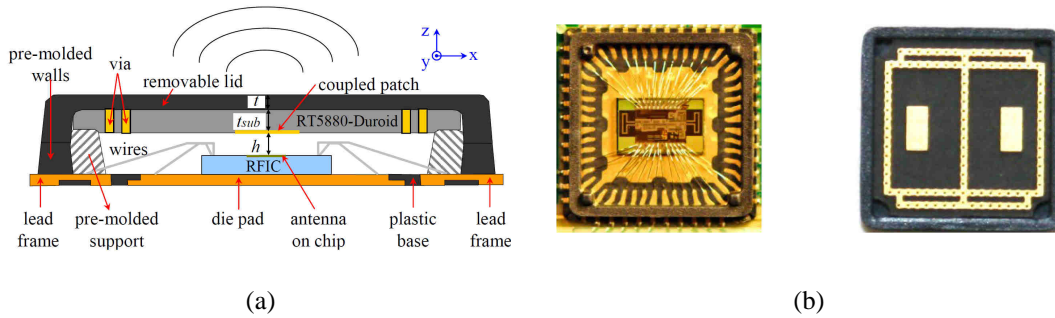 pre-molded
walls
via
removable lid
coupled patch
z
y
x
t
tsub
RT5880-Duroid
wires
h
RFIC
lead
frame
pre-molded
support
die pad
antenna
on chip
plastic
base
lead
frame
(a)
(b)